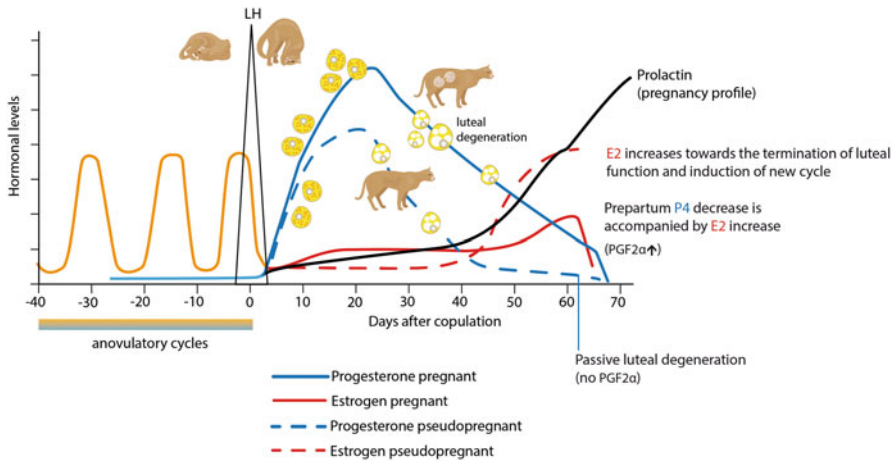 LH
Hormonal levels
luteal
degeneration
Prolactin
(pregnancy profile)
E2 increases towards the termination of luteal
function and induction of new cycle
Prepartum P4 decrease is
accompanied by E2 increase
(PGF2α↑)
-40 -30 -20 -10 0 10 20 30 40 50 60 70
Days after copulation
anovulatory cycles
Passive luteal degeneration
(no PGF2α)
Progesterone pregnant
Estrogen pregnant
Progesterone pseudopregnant
Estrogen pseudopregnant